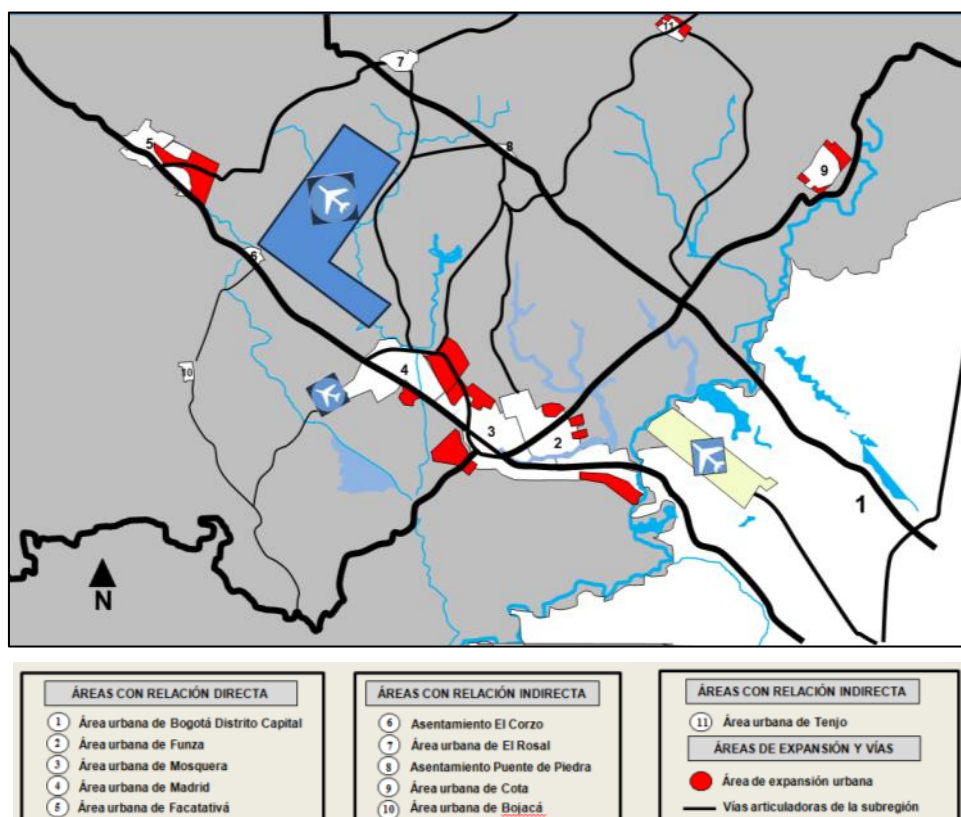 11
7
5
8
9
6
10
4
3
2
1
N
ÁREAS CON RELACIÓN DIRECTA
1 Área urbana de Bogotá Distrito Capital
2 Área urbana de Funza
3 Área urbana de Mosquera
4 Área urbana de Madrid
5 Área urbana de Facatativá
ÁREAS CON RELACIÓN INDIRECTA
6 Asentamiento El Corzo
7 Área urbana de El Rosal
8 Asentamiento Puente de Piedra
9 Área urbana de Cota
10 Área urbana de Bojacá
ÁREAS CON RELACIÓN INDIRECTA
11 Área urbana de Tenjo
ÁREAS DE EXPANSIÓN Y VÍAS
Área de expansión urbana
Vías articuladoras de la subregión